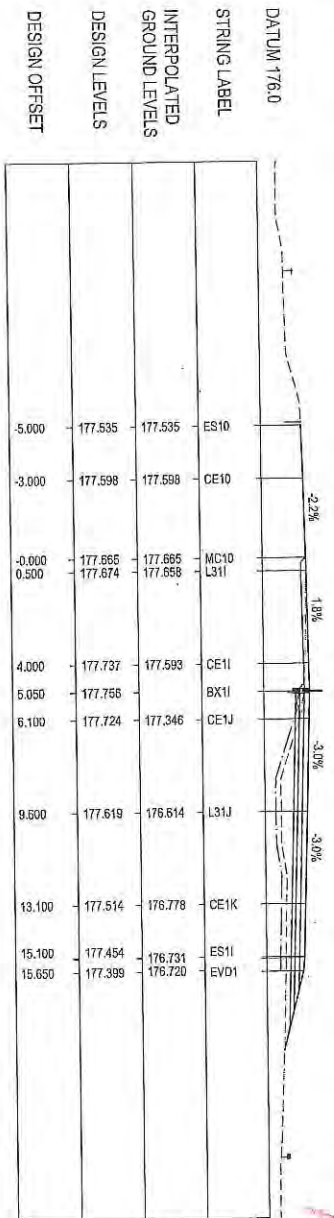 -2.2% 1.8% -3.0% -3.0%
DATUM 176.0
STRING LABEL ES10 CE10 MC10 L31I CE1I BX1I CE1J L31J CE1K ES1I EVD1
INTERPOLATED
GROUND LEVELS 177.535 177.598 177.665 177.658 177.593 177.346 176.614 176.778 176.731 176.720
DESIGN LEVELS 177.535 177.598 177.665 177.674 177.737 177.756 177.724 177.619 177.514 177.454 177.399
DESIGN OFFSET -5.000 -3.000 -0.000 0.500 4.000 5.050 6.100 9.600 13.100 15.100 15.650